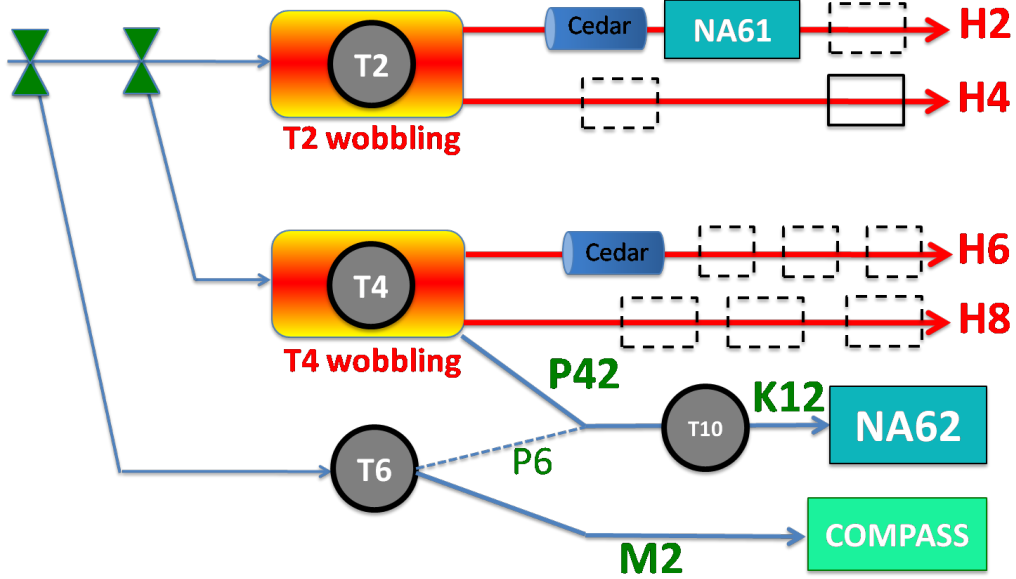 Cedar
NA61
H2
T2
H4
T2 wobbling
Cedar
H6
T4
H8
T4 wobbling
P42
K12
T10
NA62
T6
P6
COMPASS
M2